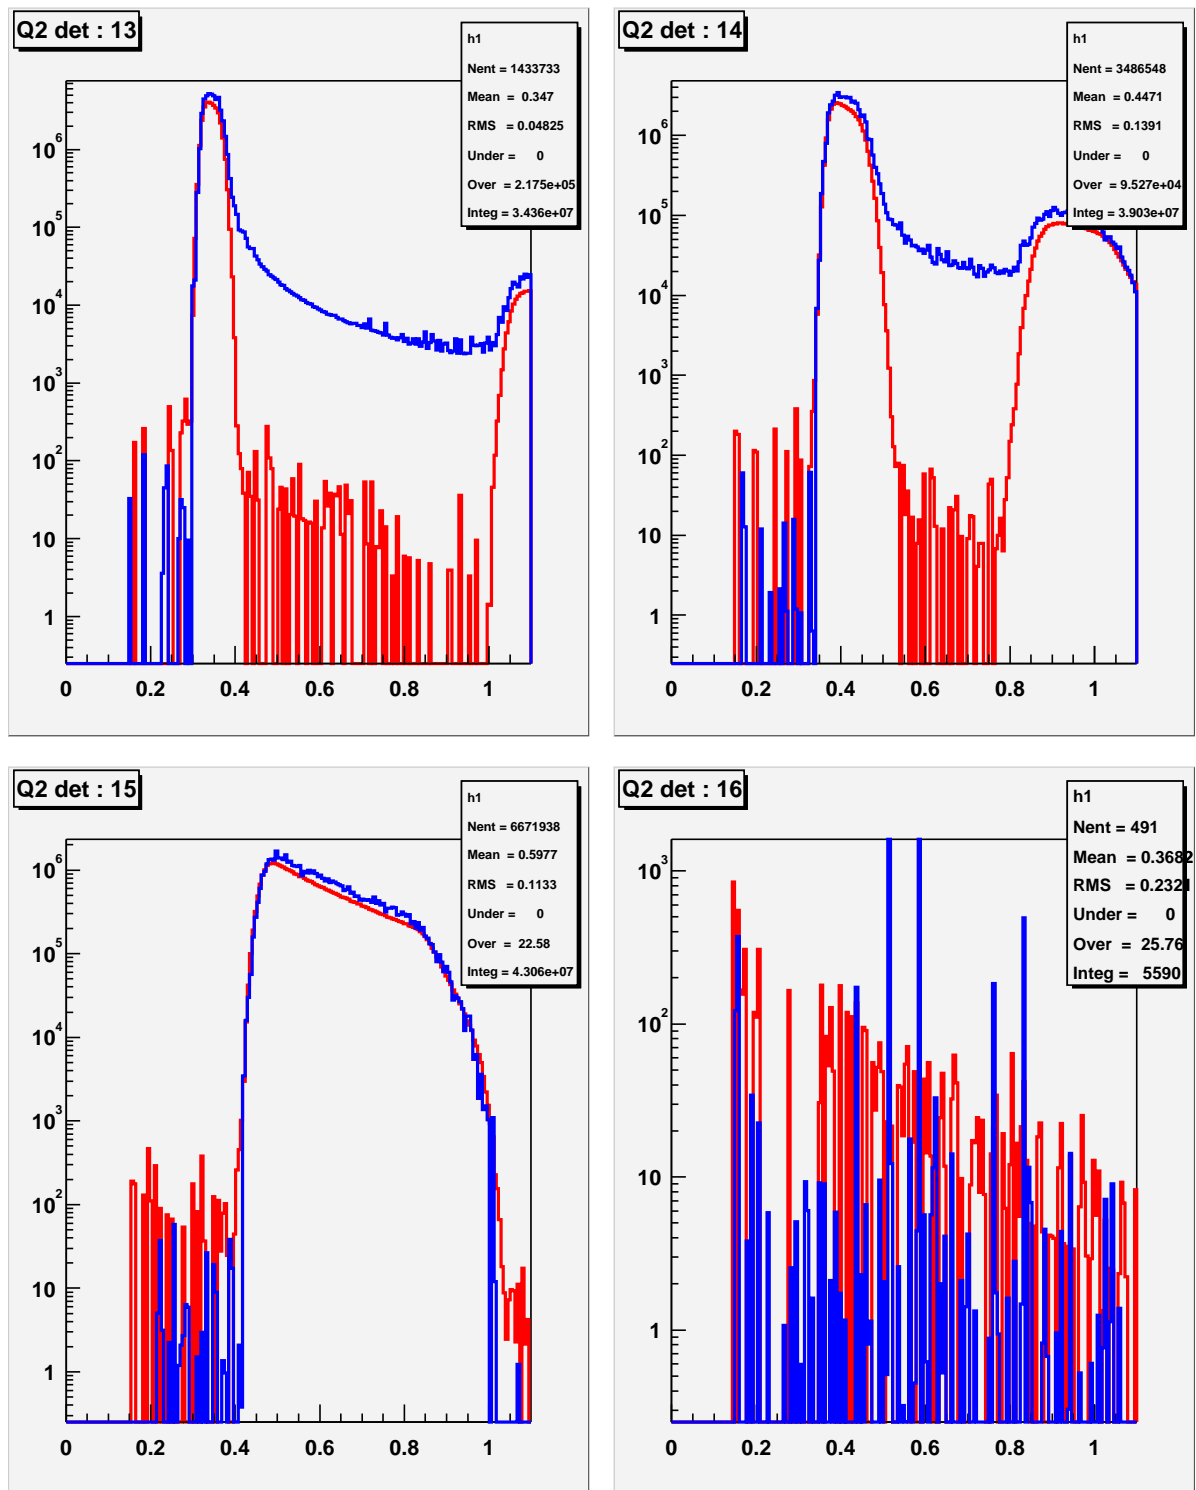 Q2 det : 13
h1
Nent = 1433733
Mean = 0.347
RMS = 0.04825
Under = 0
Over = 2.175e+05
Integ = 3.436e+07
10^6
10^5
10^4
10^3
10^2
10
1
0 0.2 0.4 0.6 0.8 1
Q2 det : 14
h1
Nent = 3486548
Mean = 0.4471
RMS = 0.1391
Under = 0
Over = 9.527e+04
Integ = 3.903e+07
10^6
10^5
10^4
10^3
10^2
10
1
0 0.2 0.4 0.6 0.8 1
Q2 det : 15
h1
Nent = 6671938
Mean = 0.5977
RMS = 0.1133
Under = 0
Over = 22.58
Integ = 4.306e+07
10^6
10^5
10^4
10^3
10^2
10
1
0 0.2 0.4 0.6 0.8 1
Q2 det : 16
h1
Nent = 491
Mean = 0.3682
RMS = 0.2321
Under = 0
Over = 25.76
Integ = 5590
10^3
10^2
10
1
0 0.2 0.4 0.6 0.8 1